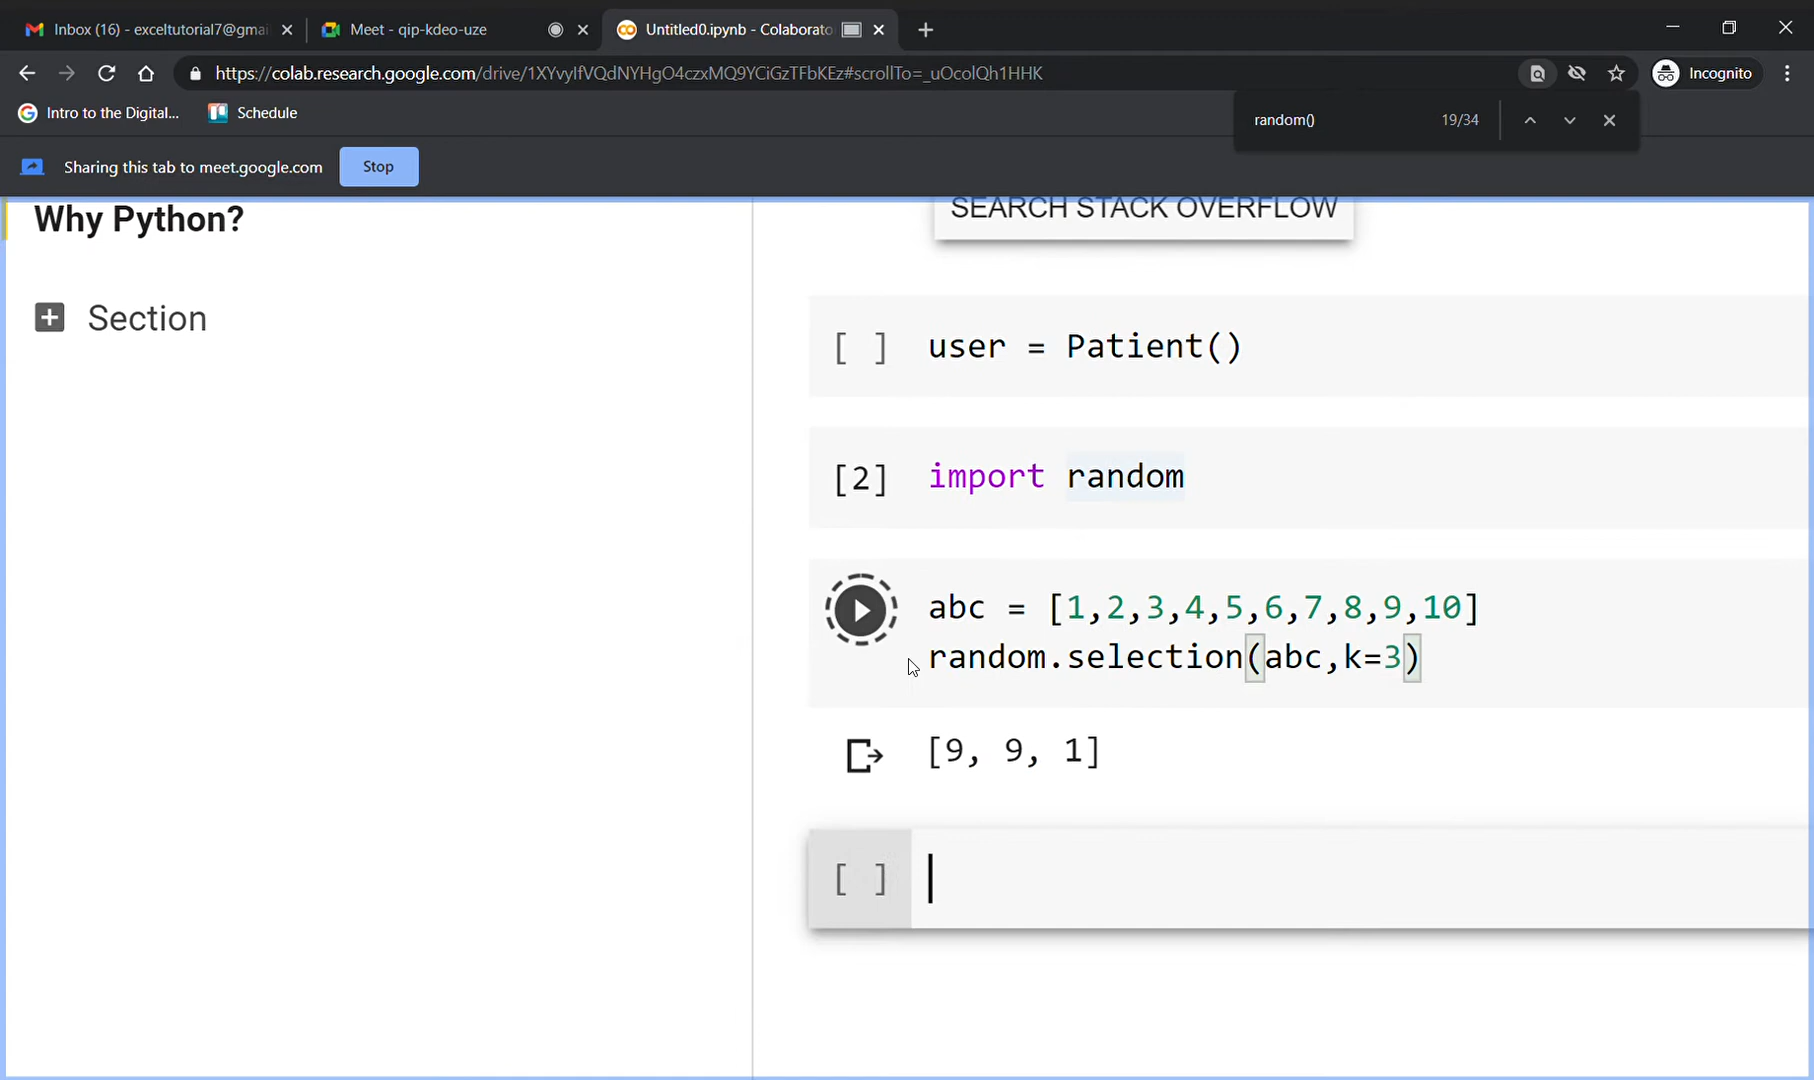 Inbox (16) - exceltutorial7@gmai
Meet - qip-kdeo-uze
Untitled0.ipynb - Colaborato
https://colab.research.google.com/drive/1XYvyIfVQdNYHgO4czxMQ9YCiGzTFbKEz#scrollTo=_uOcolQh1HHK
Incognito
Intro to the Digital...
Schedule
random()
19/34
Sharing this tab to meet.google.com
Stop
Why Python?
Section
SEARCH STACK OVERFLOW
[ ] user = Patient()
[2] import random
abc = [1,2,3,4,5,6,7,8,9,10]
random.selection(abc,k=3)
[9, 9, 1]
[ ]